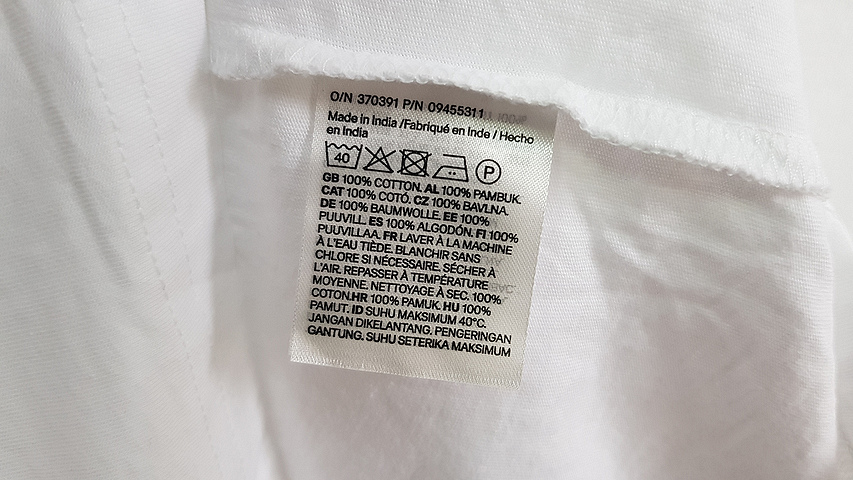 O/N 370391 P/N 09455311
Made in India /Fabriqué en Inde / Hecho
en India
40 P
GB 100% COTTON. AL 100% PAMBUK.
CAT 100% COTÓ. CZ 100% BAVLNA.
DE 100% BAUMWOLLE. EE 100%
PUUVILL. ES 100% ALGODÓN. FI 100%
PUUVILLAA. FR LAVER À LA MACHINE
À L'EAU TIÈDE. BLANCHIR SANS
CHLORE SI NÉCESSAIRE. SÉCHER À
L'AIR. REPASSER À TEMPÉRATURE
MOYENNE. NETTOYAGE À SEC. 100%
COTON.HR 100% PAMUK. HU 100%
PAMUT. ID SUHU MAKSIMUM 40°C.
JANGAN DIKELANTANG. PENGERINGAN
GANTUNG. SUHU SETERIKA MAKSIMUM